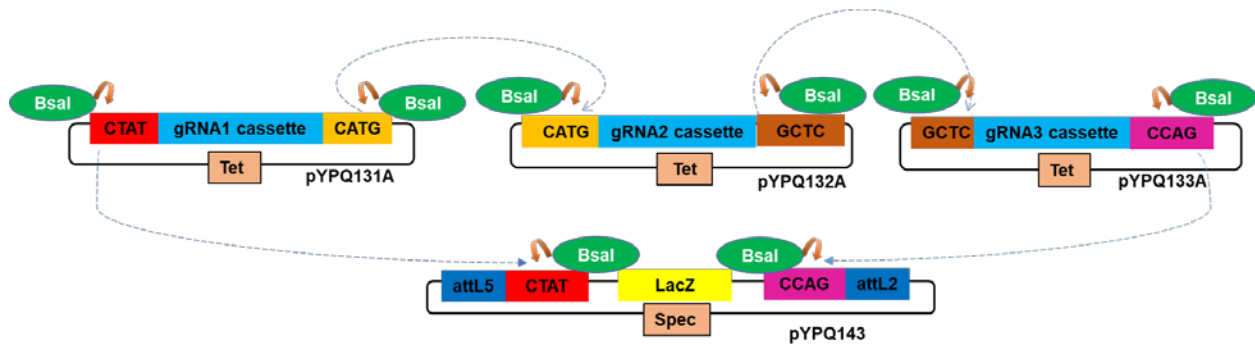 BsaI
BsaI
BsaI
BsaI
BsaI
BsaI
CTAT gRNA1 cassette CATG
CATG gRNA2 cassette GCTC
GCTC gRNA3 cassette CCAG
Tet
pYPQ131A
Tet
pYPQ132A
Tet
pYPQ133A
BsaI
BsaI
attL5 CTAT LacZ CCAG attL2
Spec
pYPQ143